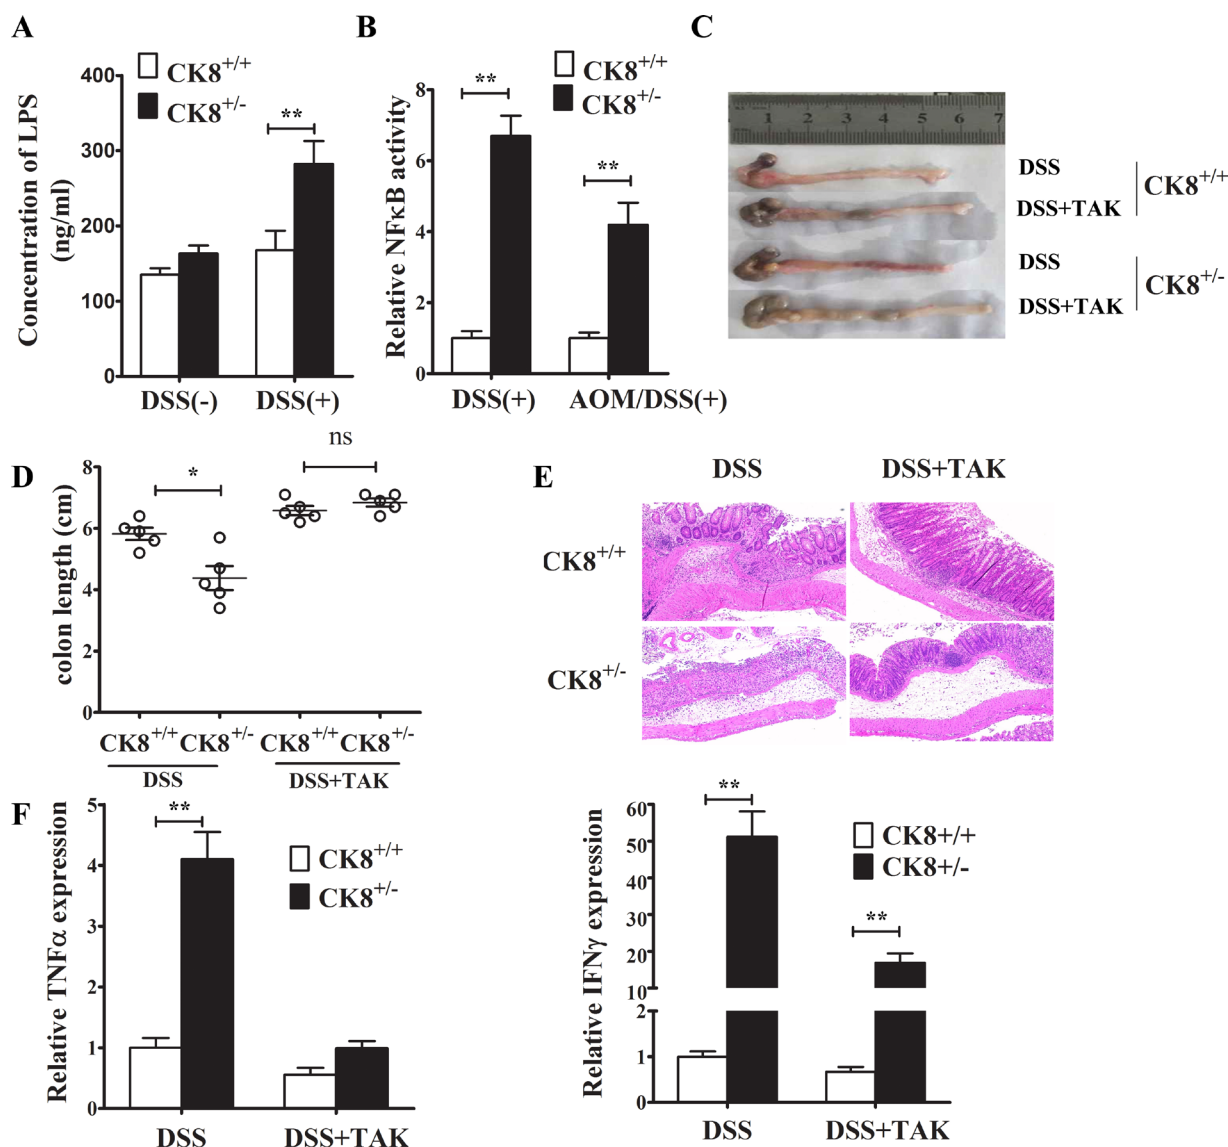 A
CK8+/+
CK8+/-
Concentration of LPS
(ng/ml)
400
300
200
100
0
**
DSS(-)
DSS(+)
B
CK8+/+
CK8+/-
Relative NFκB activity
8
6
4
2
0
**
**
DSS(+)
AOM/DSS(+)
C
1 2 3 4 5 6 7
DSS
DSS+TAK
CK8+/+
DSS
DSS+TAK
CK8+/-
D
colon length (cm)
8
6
4
2
0
*
ns
CK8+/+ CK8+/- CK8+/+ CK8+/-
DSS
DSS+TAK
E
DSS
DSS+TAK
CK8+/+
CK8+/-
F
Relative TNFα expression
5
4
3
2
1
0
**
CK8+/+
CK8+/-
DSS
DSS+TAK
Relative IFNγ expression
60
50
40
30
20
10
2
1
0
**
**
CK8+/+
CK8+/-
DSS
DSS+TAK